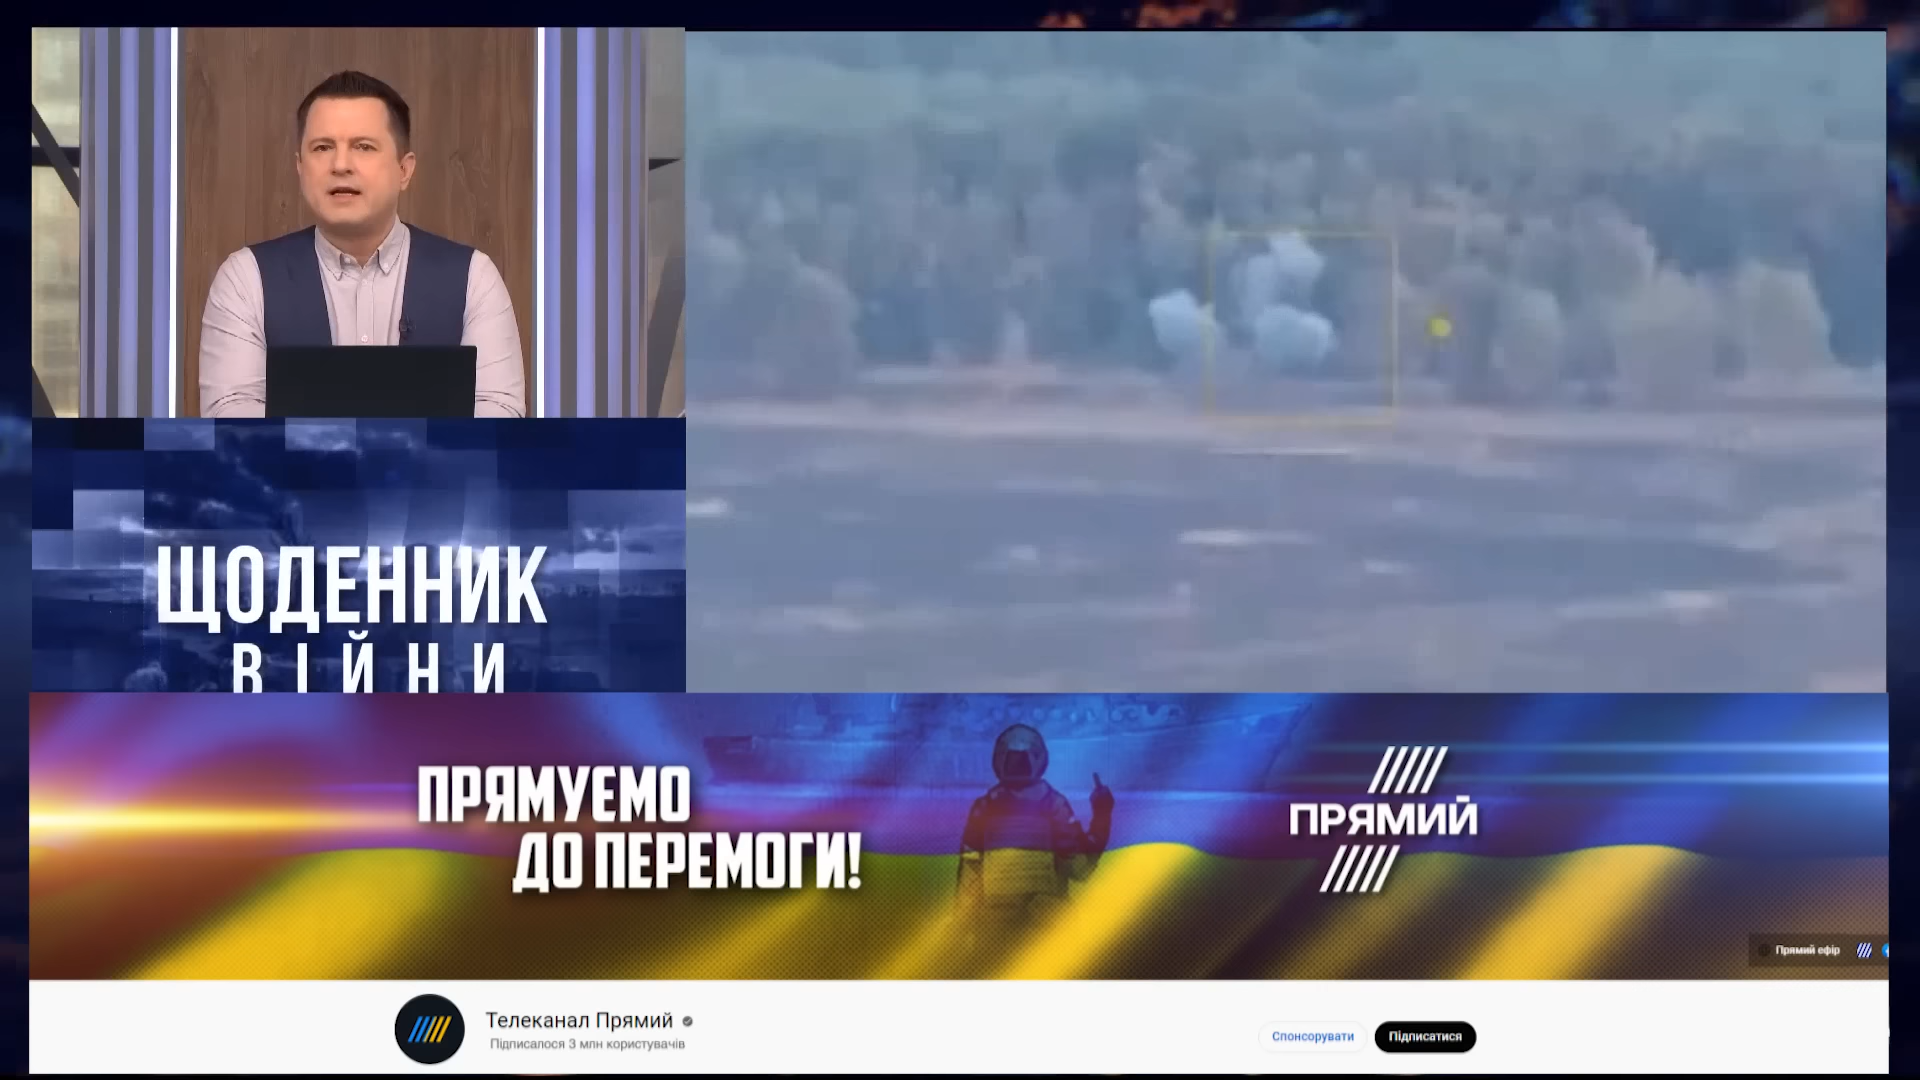 ЩОДЕННИК
ВІЙНИ
ПРЯМУЄМО
ДО ПЕРЕМОГИ!
ПРЯМИЙ
Прямий ефір
Телеканал Прямий
Підписалося 3 млн користувачів
Спонсорувати
Підписатися